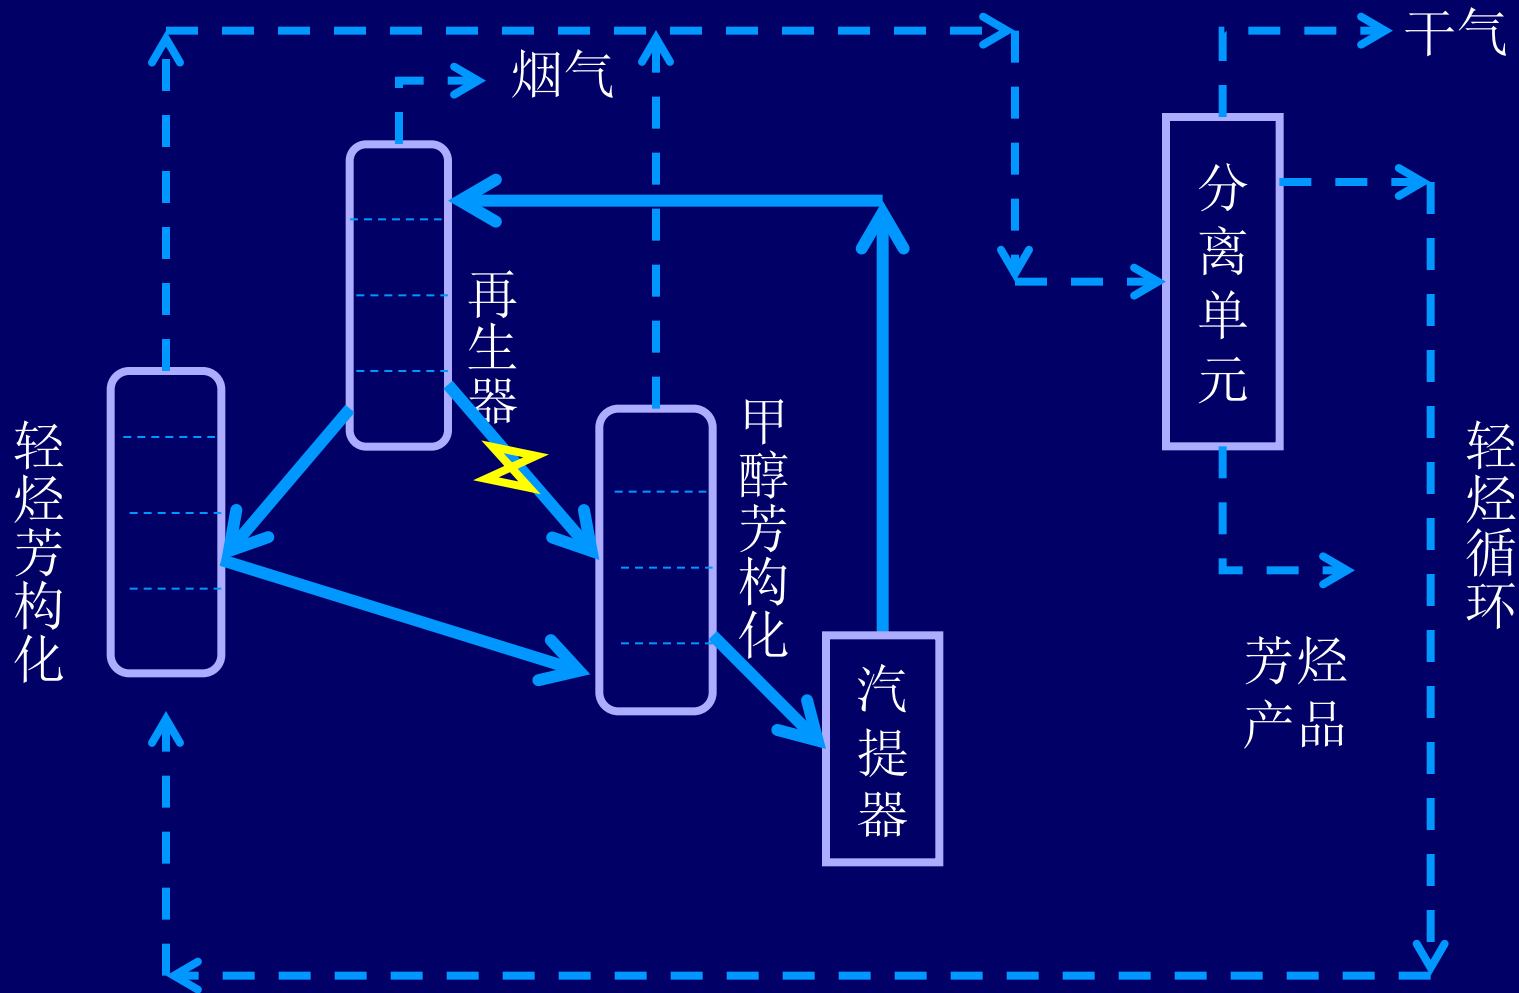 烟气
干气
分离单元
再生器
轻烃芳构化
甲醇芳构化
轻烃循环
汽提器
芳烃
产品